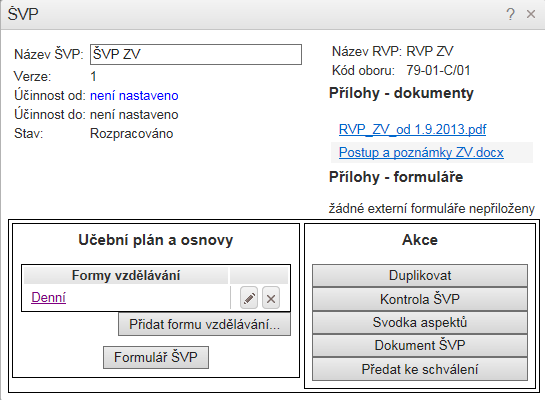 ŠVP ? ×
Název ŠVP: ŠVP ZV
Verze: 1
Účinnost od: není nastaveno
Účinnost do: není nastaveno
Stav: Rozpracováno
Název RVP: RVP ZV
Kód oboru: 79-01-C/01
Přílohy - dokumenty
RVP_ZV_od 1.9.2013.pdf
Postup a poznámky ZV.docx
Přílohy - formuláře
žádné externí formuláře nepřiloženy
Učební plán a osnovy
Formy vzdělávání
Denní
Přidat formu vzdělávání...
Formulář ŠVP
Akce
Duplikovat
Kontrola ŠVP
Svodka aspektů
Dokument ŠVP
Předat ke schválení